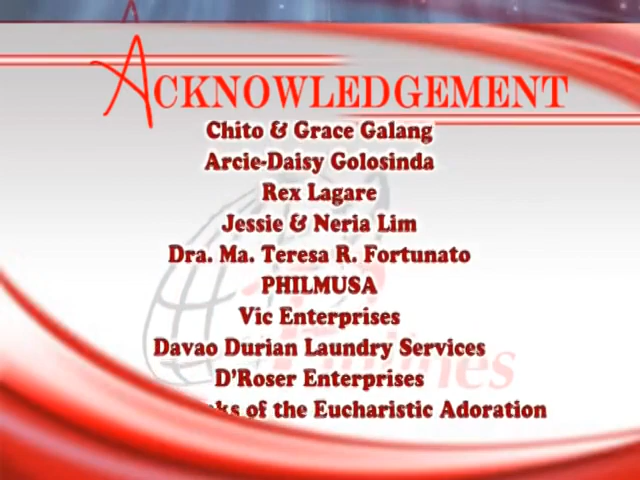 ACKNOWLEDGEMENT
Chito & Grace Galang
Arcie-Daisy Golosinda
Rex Lagare
Jessie & Neria Lim
Dra. Ma. Teresa R. Fortunato
PHILMUSA
Vic Enterprises
Davao Durian Laundry Services
D'Roser Enterprises
of the Eucharistic Adoration